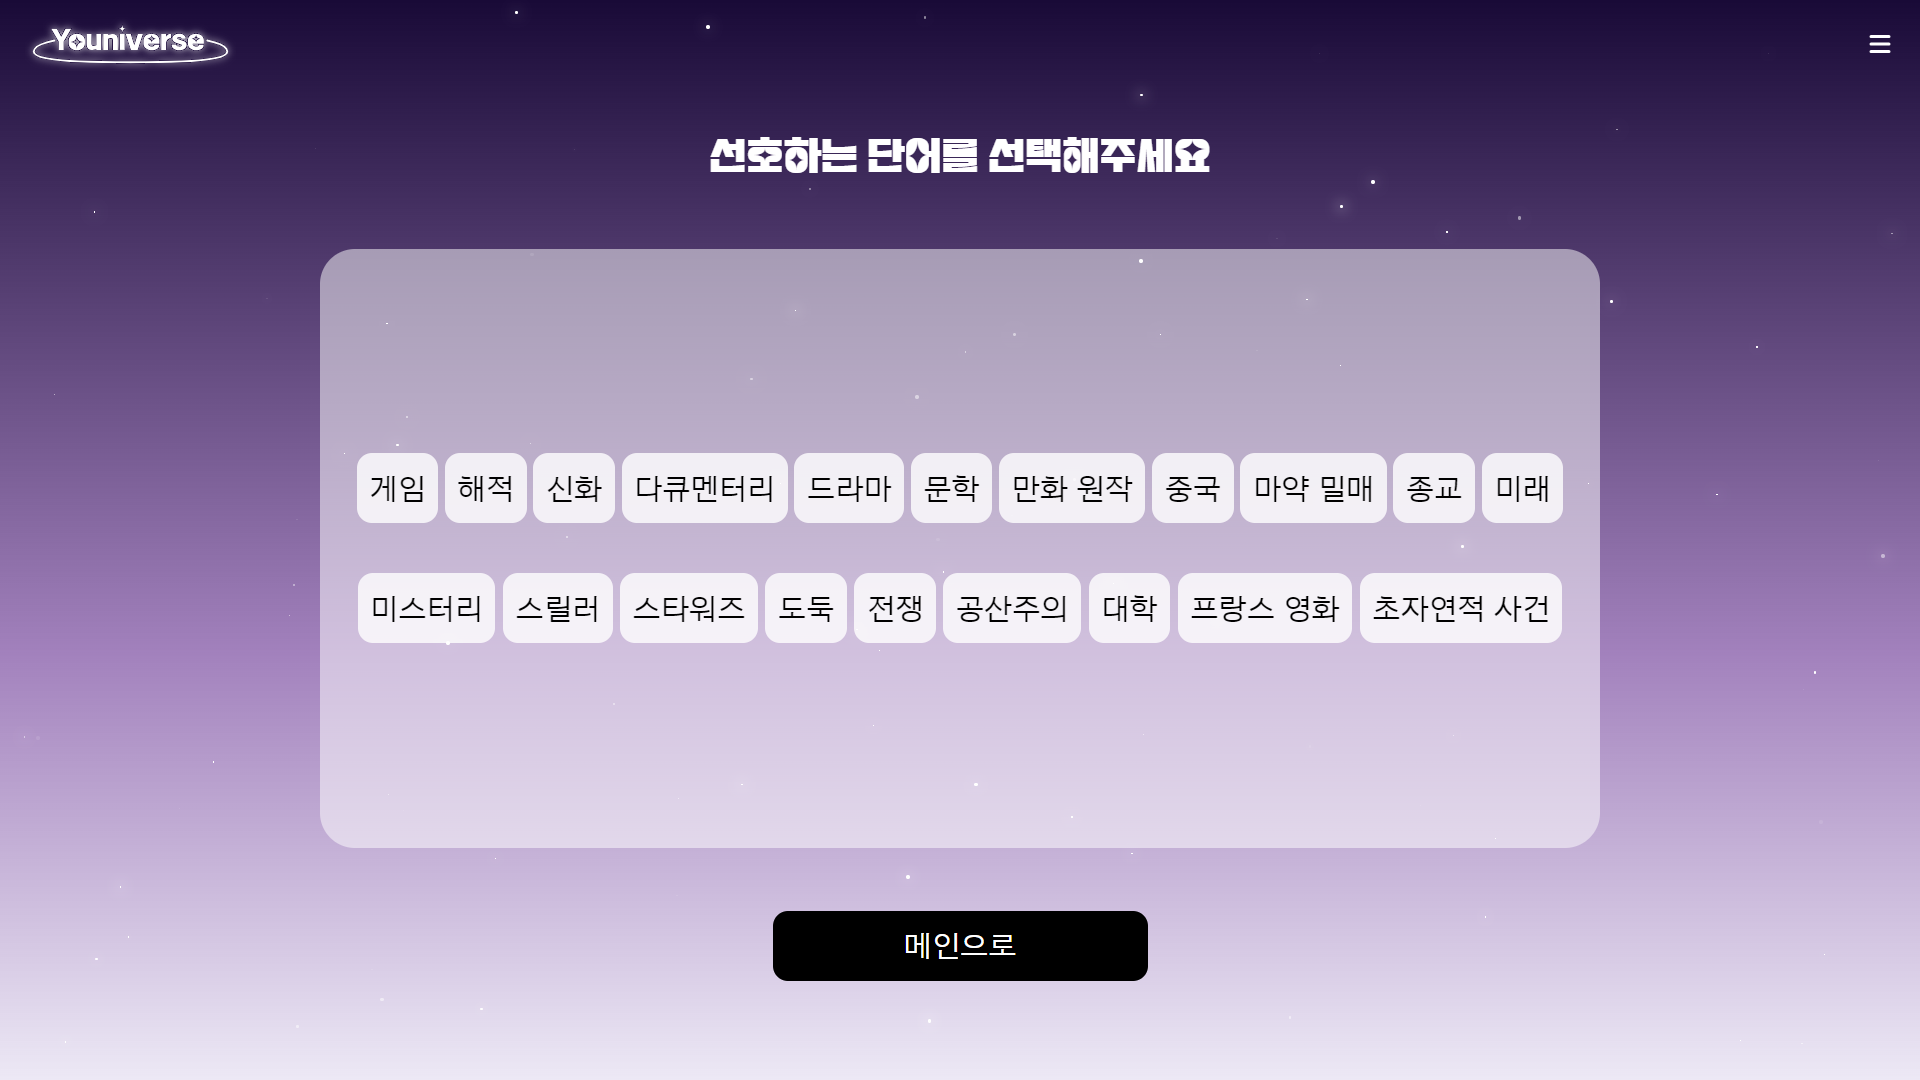 Youniverse
선호하는 단어를 선택해주세요
게임 해적 신화 다큐멘터리 드라마 문학 만화 원작 중국 마약 밀매 종교 미래
미스터리 스릴러 스타워즈 도둑 전쟁 공산주의 대학 프랑스 영화 초자연적 사건
메인으로